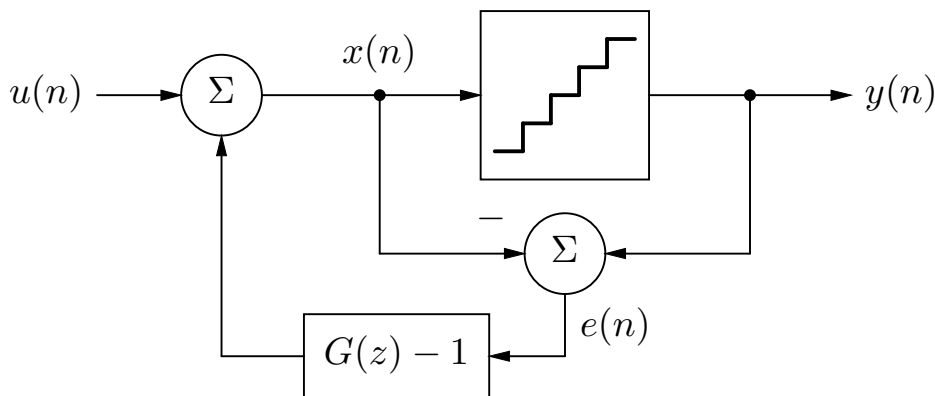 x(n)
u(n)
Σ
y(n)
−
Σ
e(n)
G(z) − 1